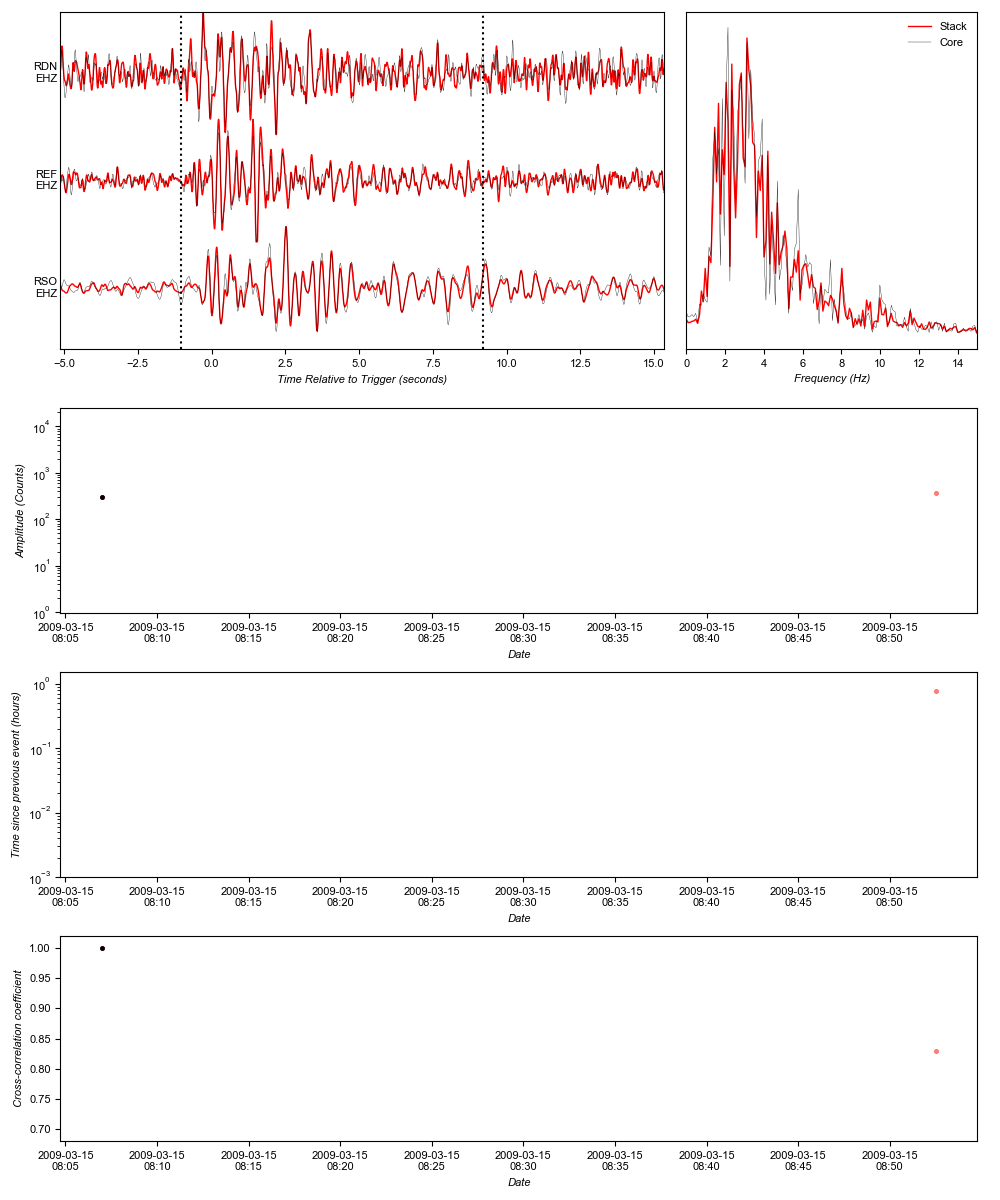 RDN
EHZ
REF
EHZ
RSO
EHZ
−5.0 −2.5 0.0 2.5 5.0 7.5 10.0 12.5 15.0
Time Relative to Trigger (seconds)
Stack
Core
0 2 4 6 8 10 12 14
Frequency (Hz)
Amplitude (Counts)
10⁴
10³
10²
10¹
10⁰
2009-03-15 2009-03-15 2009-03-15 2009-03-15 2009-03-15 2009-03-15 2009-03-15 2009-03-15 2009-03-15 2009-03-15
08:05 08:10 08:15 08:20 08:25 08:30 08:35 08:40 08:45 08:50
Date
Time since previous event (hours)
10⁰
10⁻¹
10⁻²
10⁻³
2009-03-15 2009-03-15 2009-03-15 2009-03-15 2009-03-15 2009-03-15 2009-03-15 2009-03-15 2009-03-15 2009-03-15
08:05 08:10 08:15 08:20 08:25 08:30 08:35 08:40 08:45 08:50
Date
Cross-correlation coefficient
1.00
0.95
0.90
0.85
0.80
0.75
0.70
2009-03-15 2009-03-15 2009-03-15 2009-03-15 2009-03-15 2009-03-15 2009-03-15 2009-03-15 2009-03-15 2009-03-15
08:05 08:10 08:15 08:20 08:25 08:30 08:35 08:40 08:45 08:50
Date